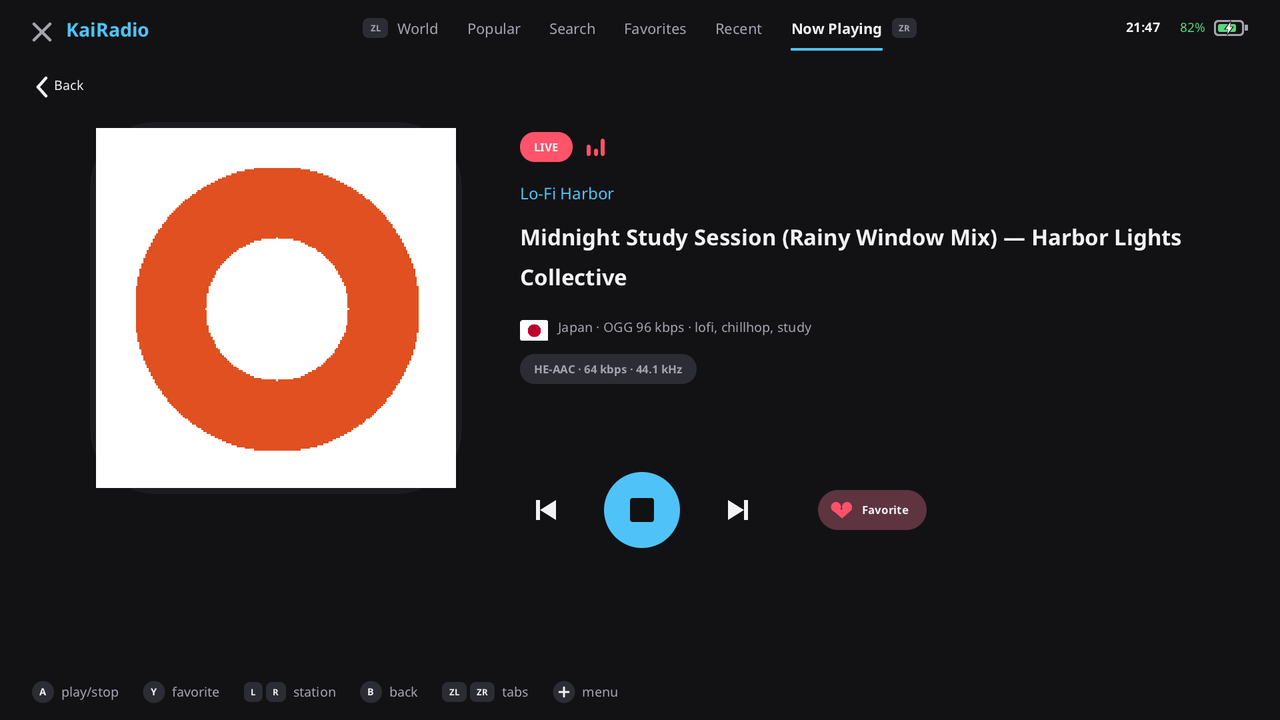 KaiRadio
ZL World Popular Search Favorites Recent Now Playing ZR
21:47 82%
Back
LIVE
Lo-Fi Harbor
Midnight Study Session (Rainy Window Mix) — Harbor Lights
Collective
Japan · OGG 96 kbps · lofi, chillhop, study
HE-AAC · 64 kbps · 44.1 kHz
Favorite
A play/stop Y favorite L R station B back ZL ZR tabs + menu